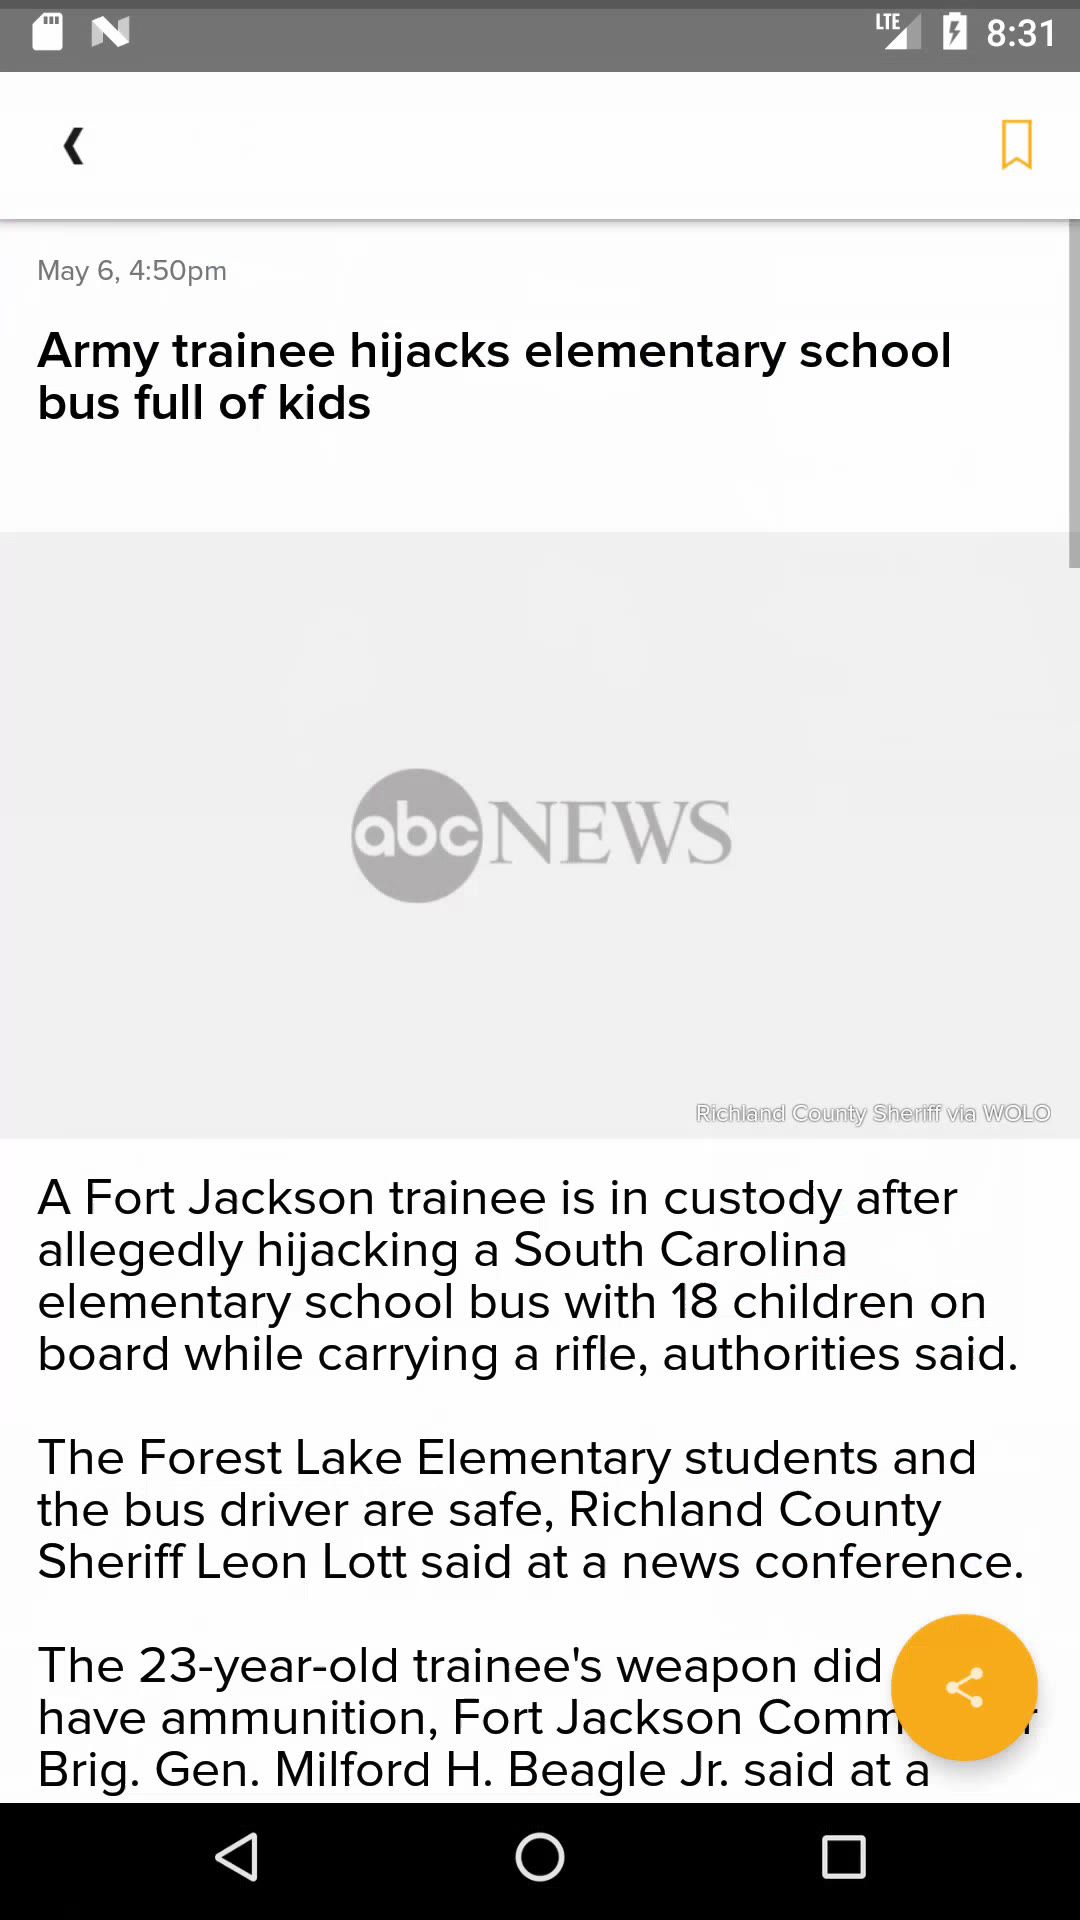 LTE 8:31
May 6, 4:50pm
Army trainee hijacks elementary school
bus full of kids
abc NEWS
Richland County Sheriff via WOLO
A Fort Jackson trainee is in custody after
allegedly hijacking a South Carolina
elementary school bus with 18 children on
board while carrying a rifle, authorities said.
The Forest Lake Elementary students and
the bus driver are safe, Richland County
Sheriff Leon Lott said at a news conference.
The 23-year-old trainee's weapon did
have ammunition, Fort Jackson
Brig. Gen. Milford H. Beagle Jr. said at a